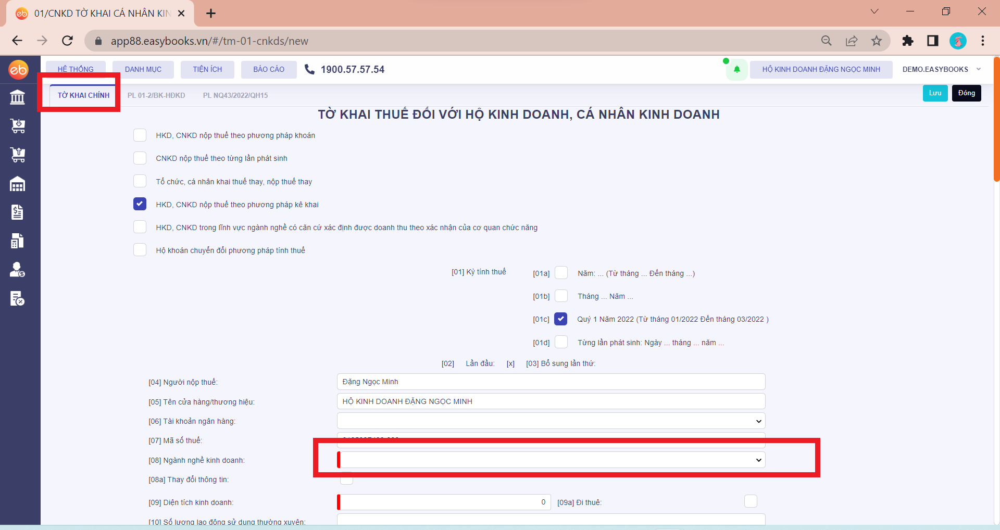 01/CNKD TỜ KHAI CÁ NHÂN KIN
app88.easybooks.vn/#/tm-01-cnkds/new
eb
HỆ THỐNG
DANH MỤC
TIỆN ÍCH
BÁO CÁO
1900.57.57.54
HỘ KINH DOANH ĐẶNG NGỌC MINH
DEMO.EASYBOOKS
TỜ KHAI CHÍNH
PL 01-2/BK-HĐKD
PL NQ43/2022/QH15
Lưu
Đóng
TỜ KHAI THUẾ ĐỐI VỚI HỘ KINH DOANH, CÁ NHÂN KINH DOANH
HKD, CNKD nộp thuế theo phương pháp khoán
CNKD nộp thuế theo từng lần phát sinh
Tổ chức, cá nhân khai thuế thay, nộp thuế thay
HKD, CNKD nộp thuế theo phương pháp kê khai
HKD, CNKD trong lĩnh vực ngành nghề có căn cứ xác định được doanh thu theo xác nhận của cơ quan chức năng
Hộ khoán chuyển đổi phương pháp tính thuế
[01] Kỳ tính thuế
[01a] Năm: ... (Từ tháng ... Đến tháng ...)
[01b] Tháng ... Năm ...
[01c] Quý 1 Năm 2022 (Từ tháng 01/2022 Đến tháng 03/2022 )
[01d] Từng lần phát sinh: Ngày ... tháng ... năm ...
[02] Lần đầu: [x] [03] Bổ sung lần thứ:
[04] Người nộp thuế: Đặng Ngọc Minh
[05] Tên cửa hàng/thương hiệu: HỘ KINH DOANH ĐẶNG NGỌC MINH
[06] Tài khoản ngân hàng:
[07] Mã số thuế:
[08] Ngành nghề kinh doanh:
[08a] Thay đổi thông tin:
[09] Diện tích kinh doanh: 0 [09a] Đi thuê:
[10] Số lượng lao động sử dụng thường xuyên: